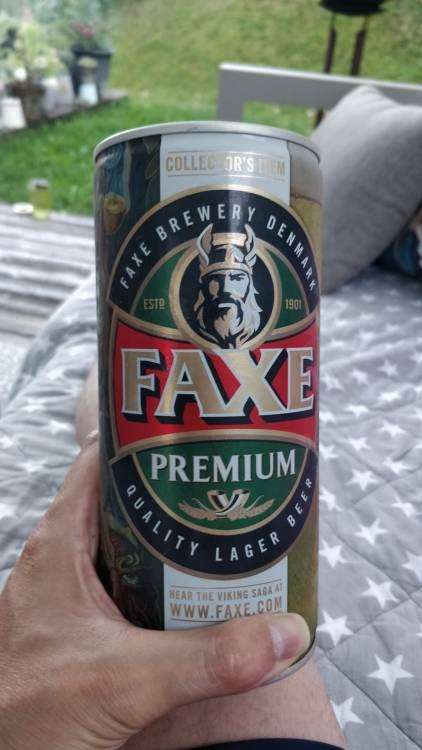 COLLECTOR'S ITEM
FAXE BREWERY DENMARK
ESTD 1901
FAXE
PREMIUM
QUALITY LAGER BEER
HEAR THE VIKING SAGA AT
WWW.FAXE.COM